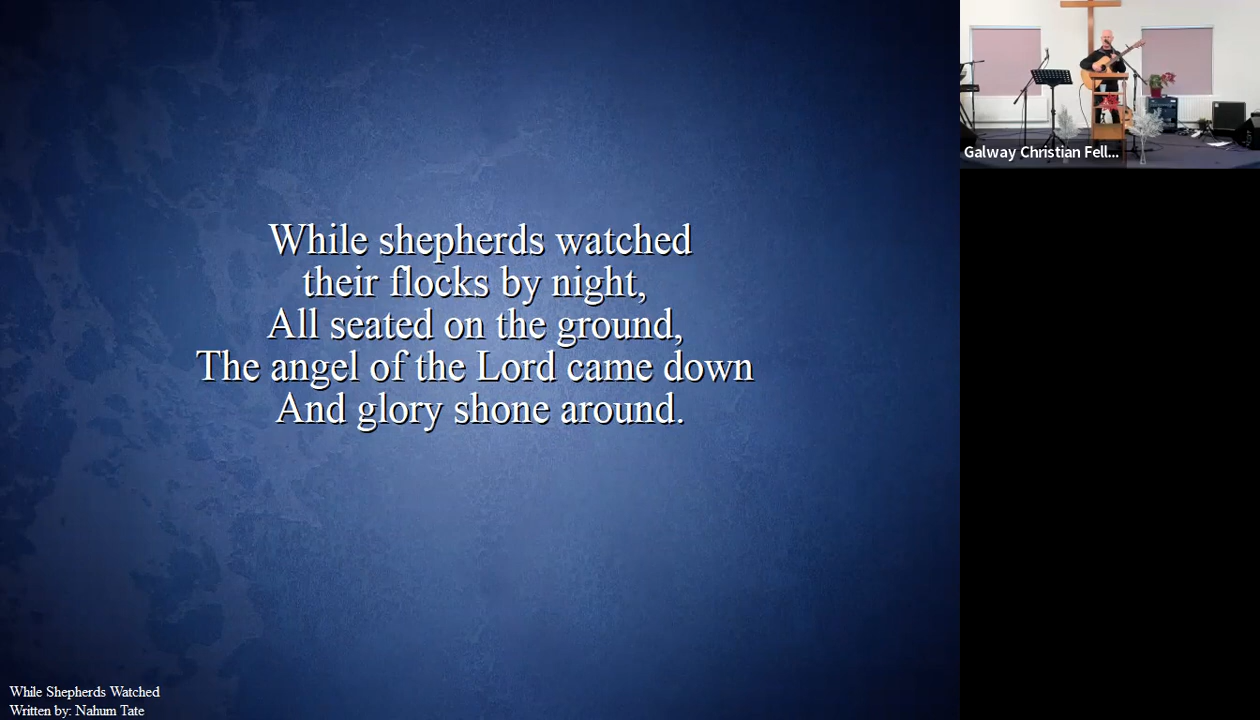 While shepherds watched
their flocks by night,
All seated on the ground,
The angel of the Lord came down
And glory shone around.
While Shepherds Watched
Written by: Nahum Tate
Galway Christian Fell...